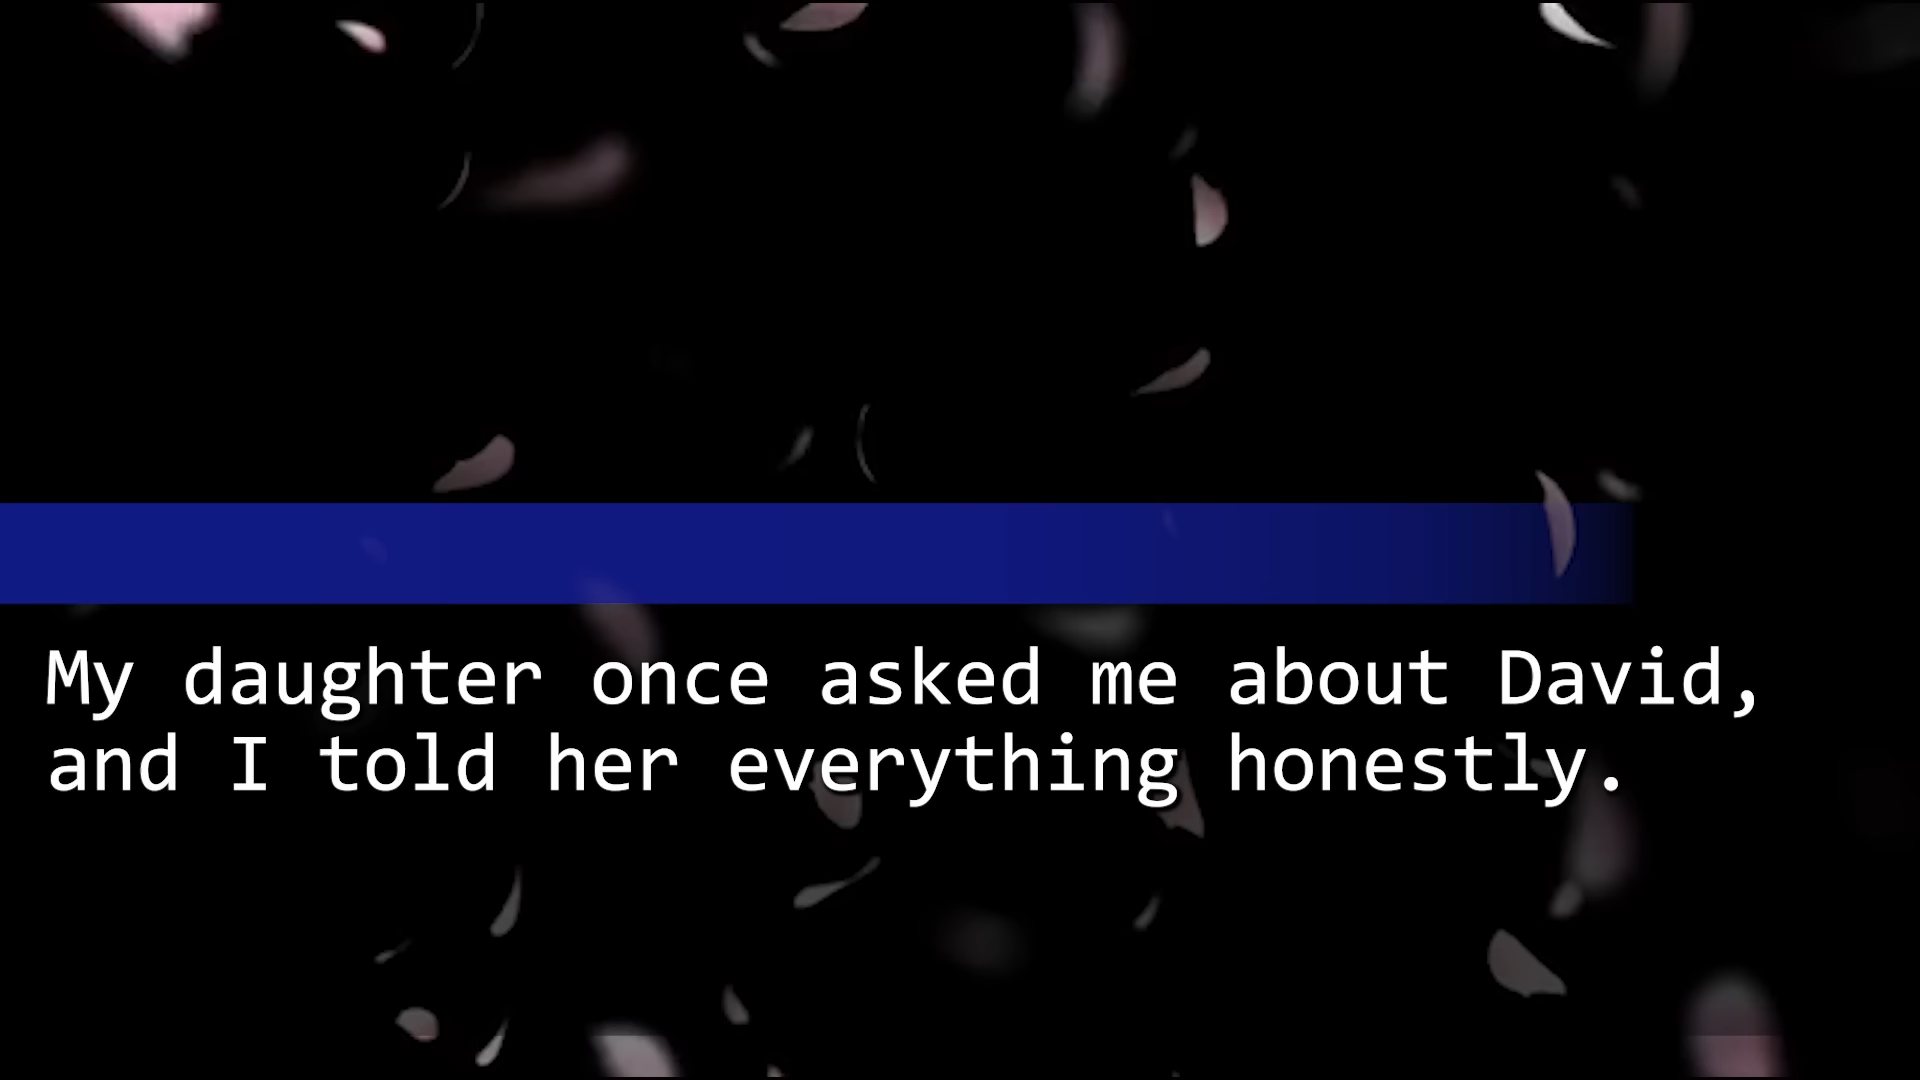 My daughter once asked me about David,
and I told her everything honestly.